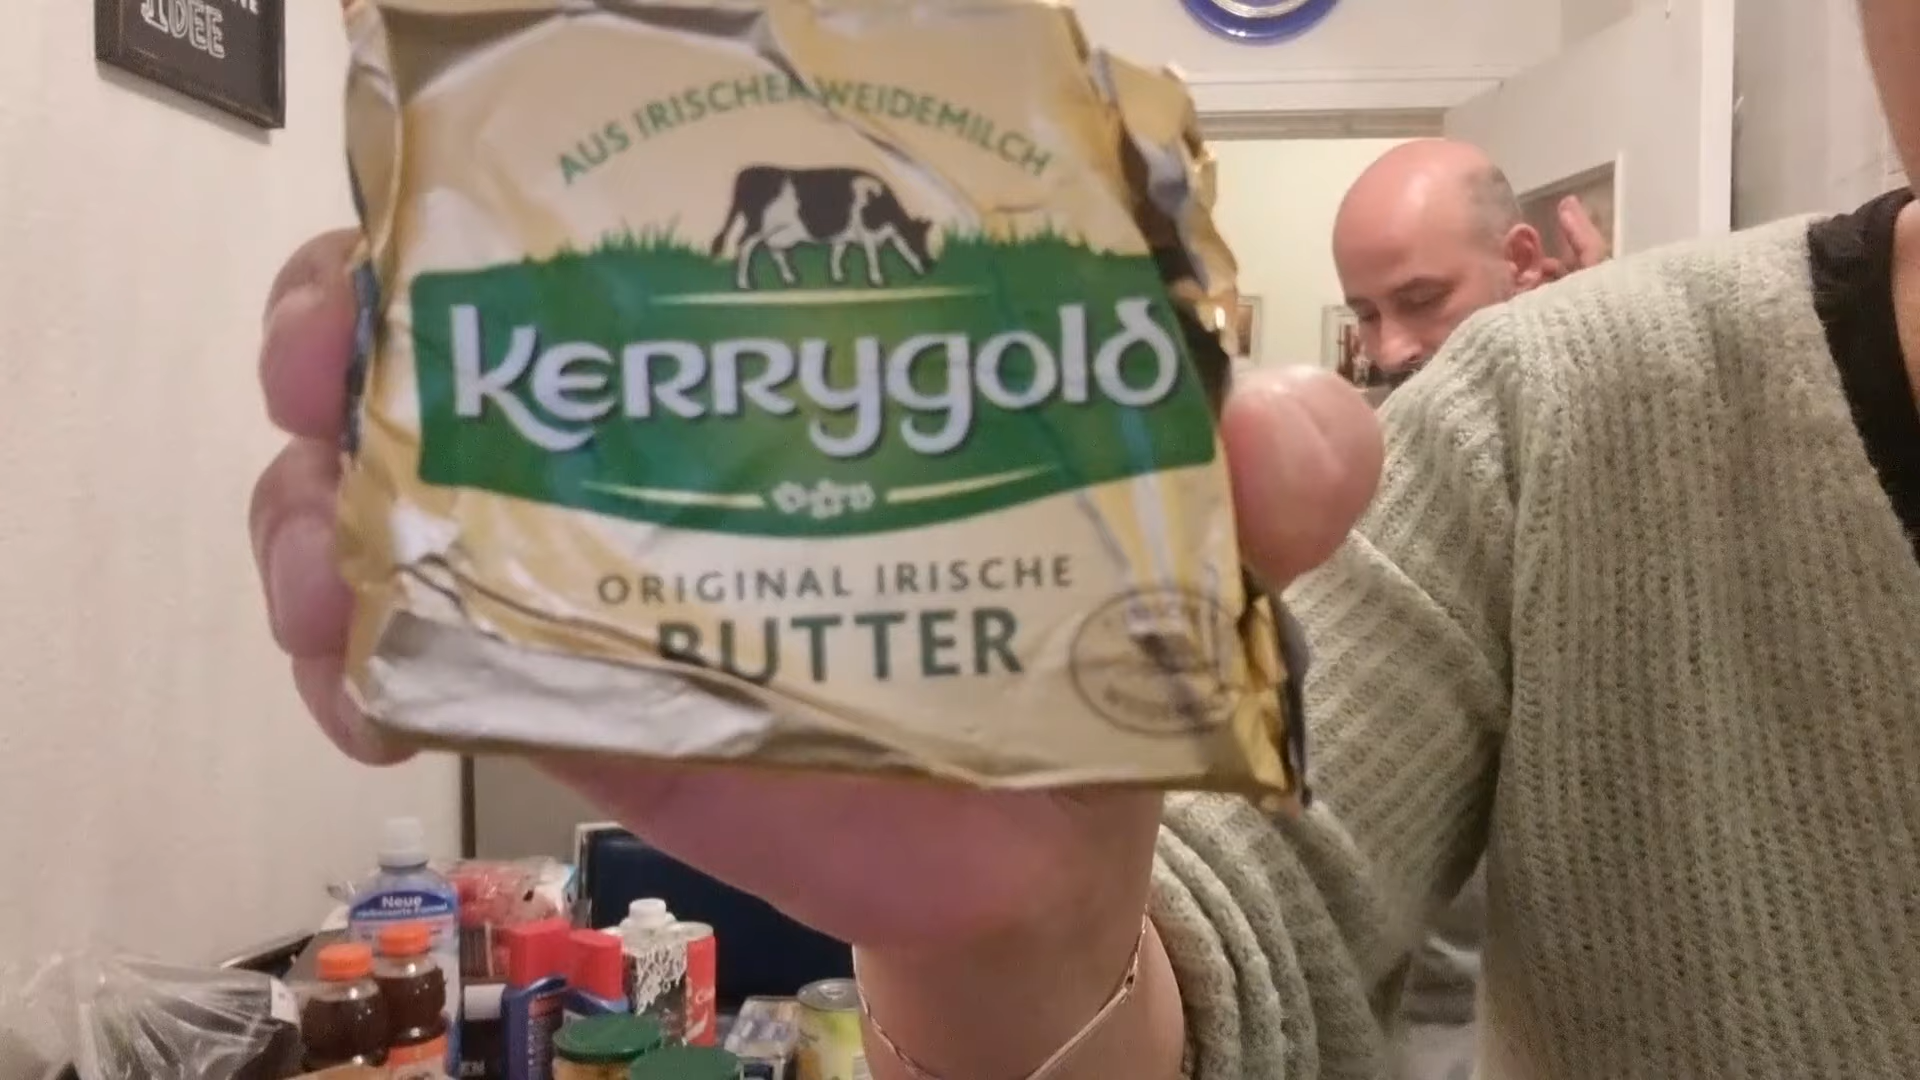 IDEE
AUS IRISCHER WEIDEMILCH
Kerrygold
ORIGINAL IRISCHE
BUTTER
Neue